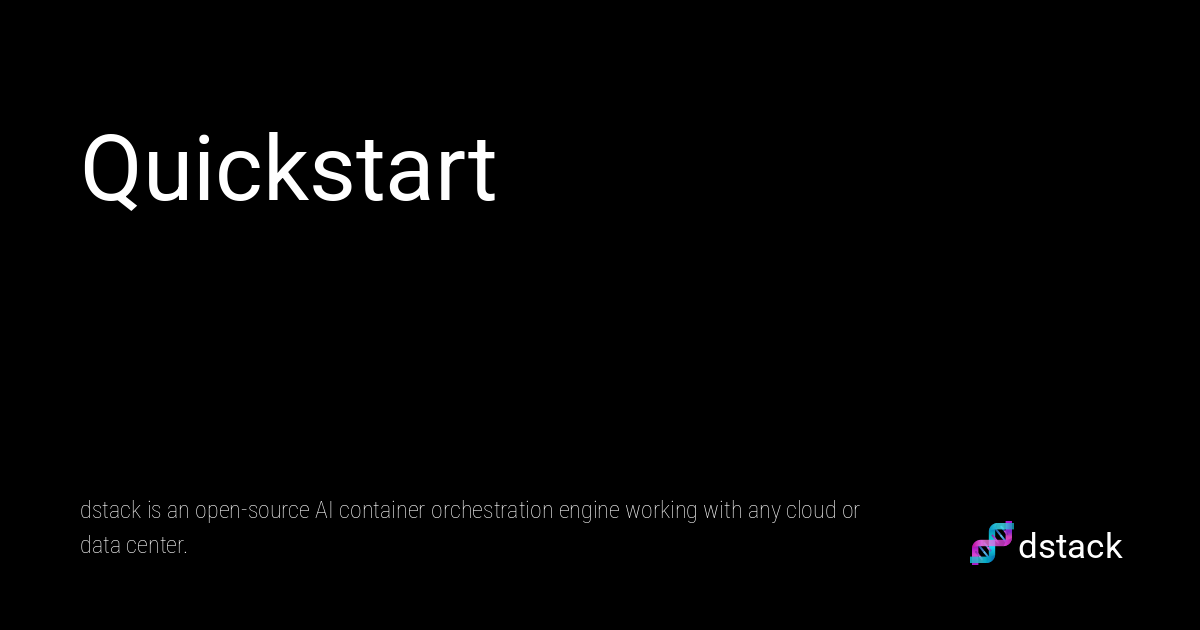 Quickstart
dstack is an open-source AI container orchestration engine working with any cloud or
data center.
dstack